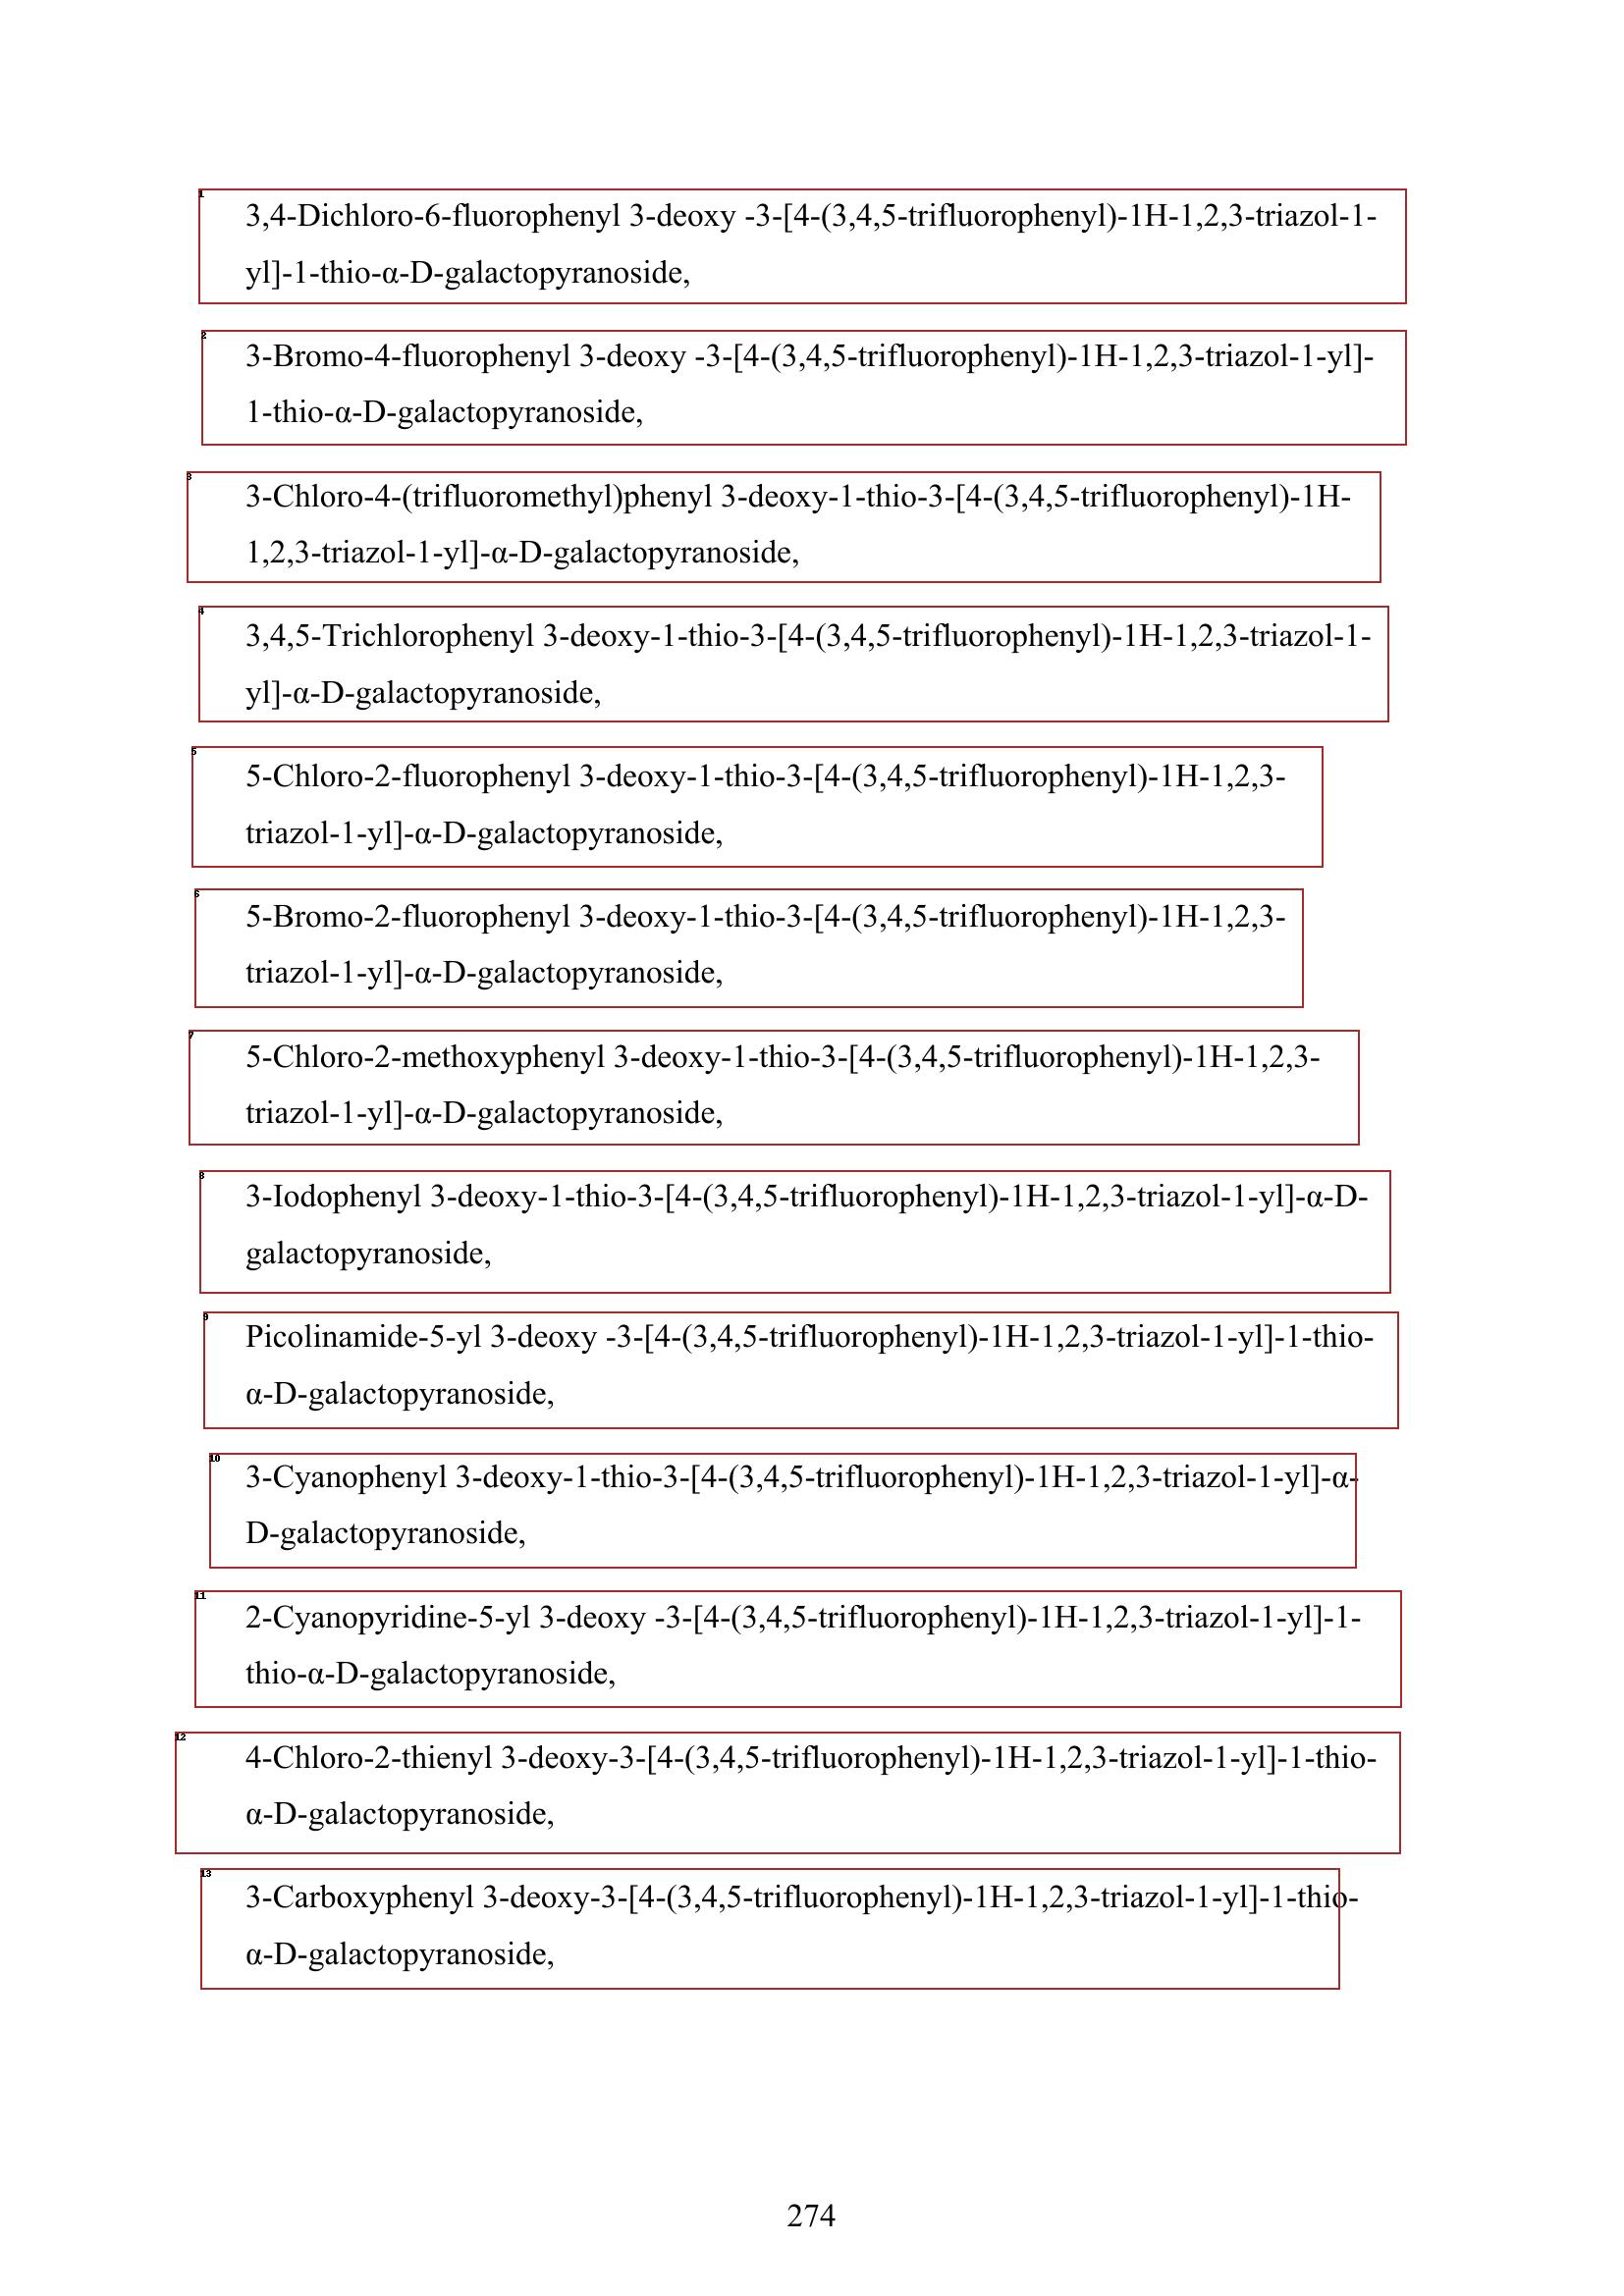 1
3,4-Dichloro-6-fluorophenyl 3-deoxy -3-[4-(3,4,5-trifluorophenyl)-1H-1,2,3-triazol-1-
yl]-1-thio-α-D-galactopyranoside,
2
3-Bromo-4-fluorophenyl 3-deoxy -3-[4-(3,4,5-trifluorophenyl)-1H-1,2,3-triazol-1-yl]-
1-thio-α-D-galactopyranoside,
3
3-Chloro-4-(trifluoromethyl)phenyl 3-deoxy-1-thio-3-[4-(3,4,5-trifluorophenyl)-1H-
1,2,3-triazol-1-yl]-α-D-galactopyranoside,
4
3,4,5-Trichlorophenyl 3-deoxy-1-thio-3-[4-(3,4,5-trifluorophenyl)-1H-1,2,3-triazol-1-
yl]-α-D-galactopyranoside,
5
5-Chloro-2-fluorophenyl 3-deoxy-1-thio-3-[4-(3,4,5-trifluorophenyl)-1H-1,2,3-
triazol-1-yl]-α-D-galactopyranoside,
6
5-Bromo-2-fluorophenyl 3-deoxy-1-thio-3-[4-(3,4,5-trifluorophenyl)-1H-1,2,3-
triazol-1-yl]-α-D-galactopyranoside,
7
5-Chloro-2-methoxyphenyl 3-deoxy-1-thio-3-[4-(3,4,5-trifluorophenyl)-1H-1,2,3-
triazol-1-yl]-α-D-galactopyranoside,
8
3-Iodophenyl 3-deoxy-1-thio-3-[4-(3,4,5-trifluorophenyl)-1H-1,2,3-triazol-1-yl]-α-D-
galactopyranoside,
9
Picolinamide-5-yl 3-deoxy -3-[4-(3,4,5-trifluorophenyl)-1H-1,2,3-triazol-1-yl]-1-thio-
α-D-galactopyranoside,
10
3-Cyanophenyl 3-deoxy-1-thio-3-[4-(3,4,5-trifluorophenyl)-1H-1,2,3-triazol-1-yl]-α-
D-galactopyranoside,
11
2-Cyanopyridine-5-yl 3-deoxy -3-[4-(3,4,5-trifluorophenyl)-1H-1,2,3-triazol-1-yl]-1-
thio-α-D-galactopyranoside,
12
4-Chloro-2-thienyl 3-deoxy-3-[4-(3,4,5-trifluorophenyl)-1H-1,2,3-triazol-1-yl]-1-thio-
α-D-galactopyranoside,
13
3-Carboxyphenyl 3-deoxy-3-[4-(3,4,5-trifluorophenyl)-1H-1,2,3-triazol-1-yl]-1-thio-
α-D-galactopyranoside,
274